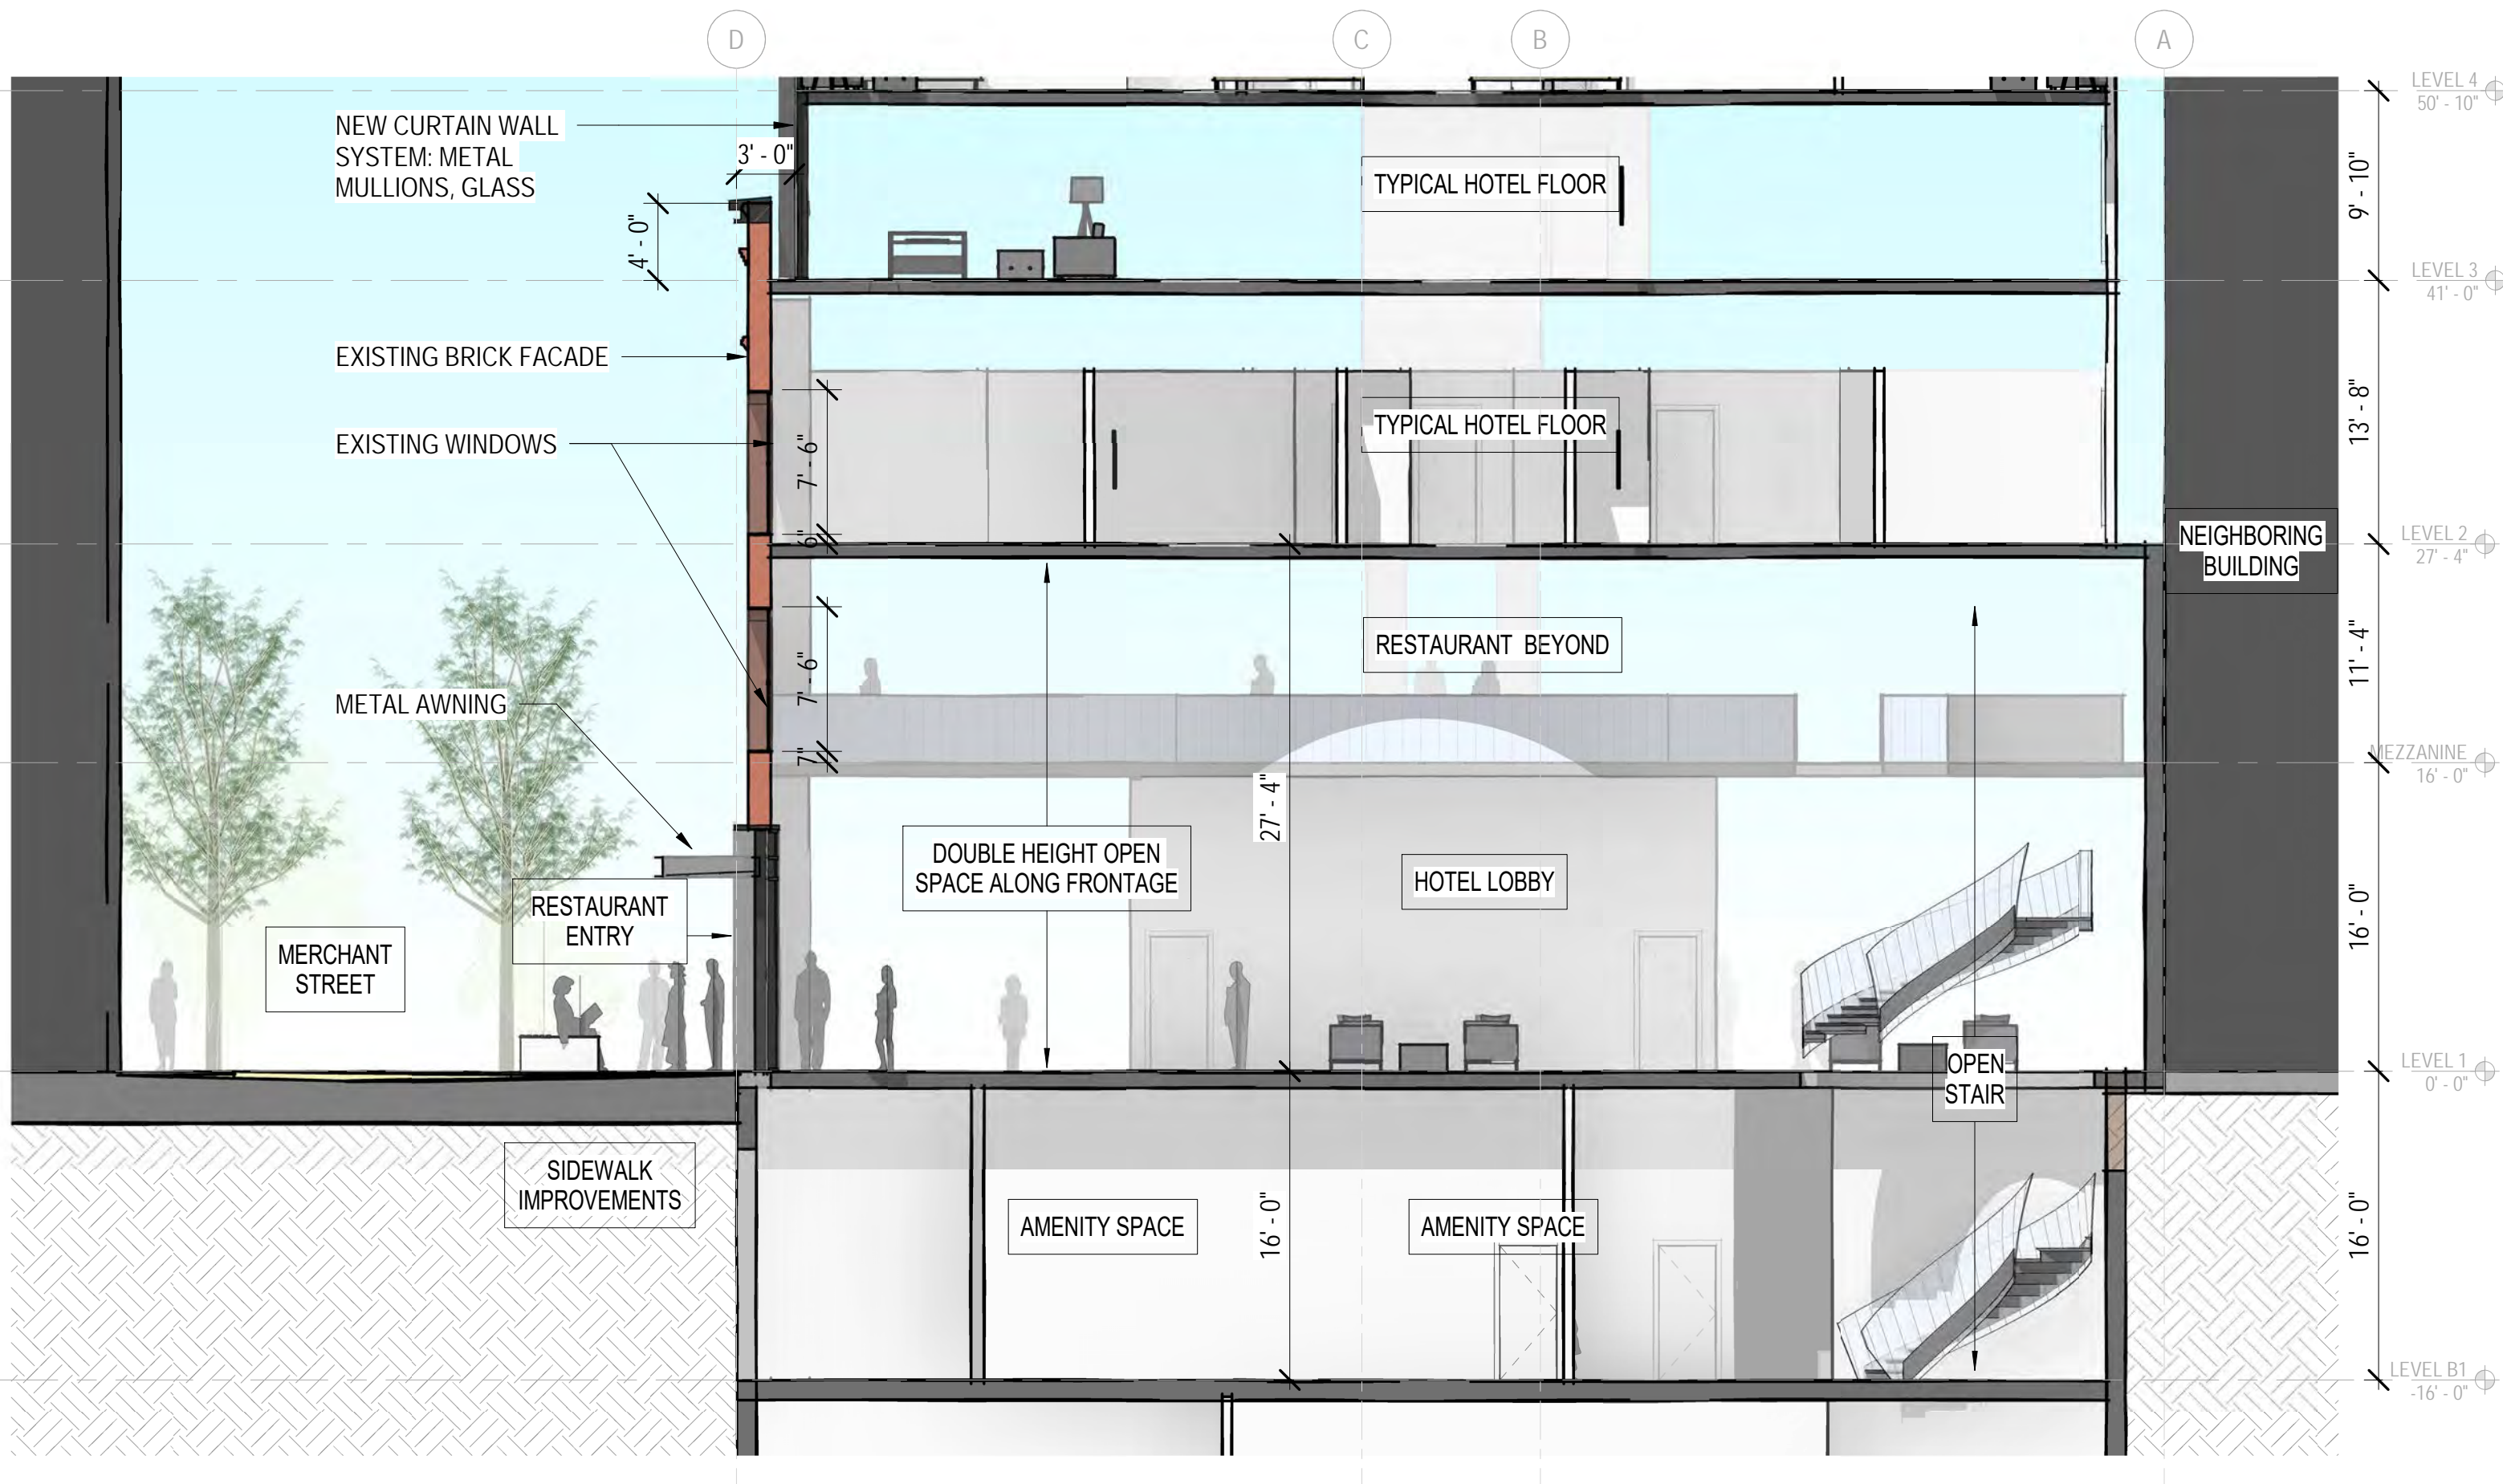 D
C
B
A
LEVEL 4
50' - 10"
NEW CURTAIN WALL
SYSTEM: METAL
MULLIONS, GLASS
3' - 0"
TYPICAL HOTEL FLOOR
9' - 10"
4' - 0"
LEVEL 3
41' - 0"
EXISTING BRICK FACADE
13' - 8"
TYPICAL HOTEL FLOOR
EXISTING WINDOWS
7' - 6"
6"
NEIGHBORING
BUILDING
LEVEL 2
27' - 4"
RESTAURANT BEYOND
11' - 4"
7' - 6"
METAL AWNING
7"
MEZZANINE
16' - 0"
27' - 4"
DOUBLE HEIGHT OPEN
SPACE ALONG FRONTAGE
HOTEL LOBBY
RESTAURANT
ENTRY
16' - 0"
MERCHANT
STREET
OPEN
STAIR
LEVEL 1
0' - 0"
SIDEWALK
IMPROVEMENTS
AMENITY SPACE
16' - 0"
AMENITY SPACE
16' - 0"
LEVEL B1
-16' - 0"